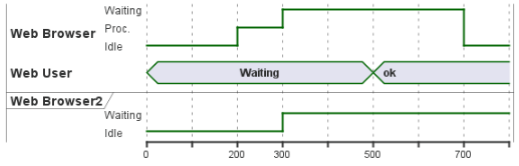 Waiting
Proc.
Web Browser
Idle
Web User
Waiting
ok
Web Browser2
Waiting
Idle
0 200 300 500 700